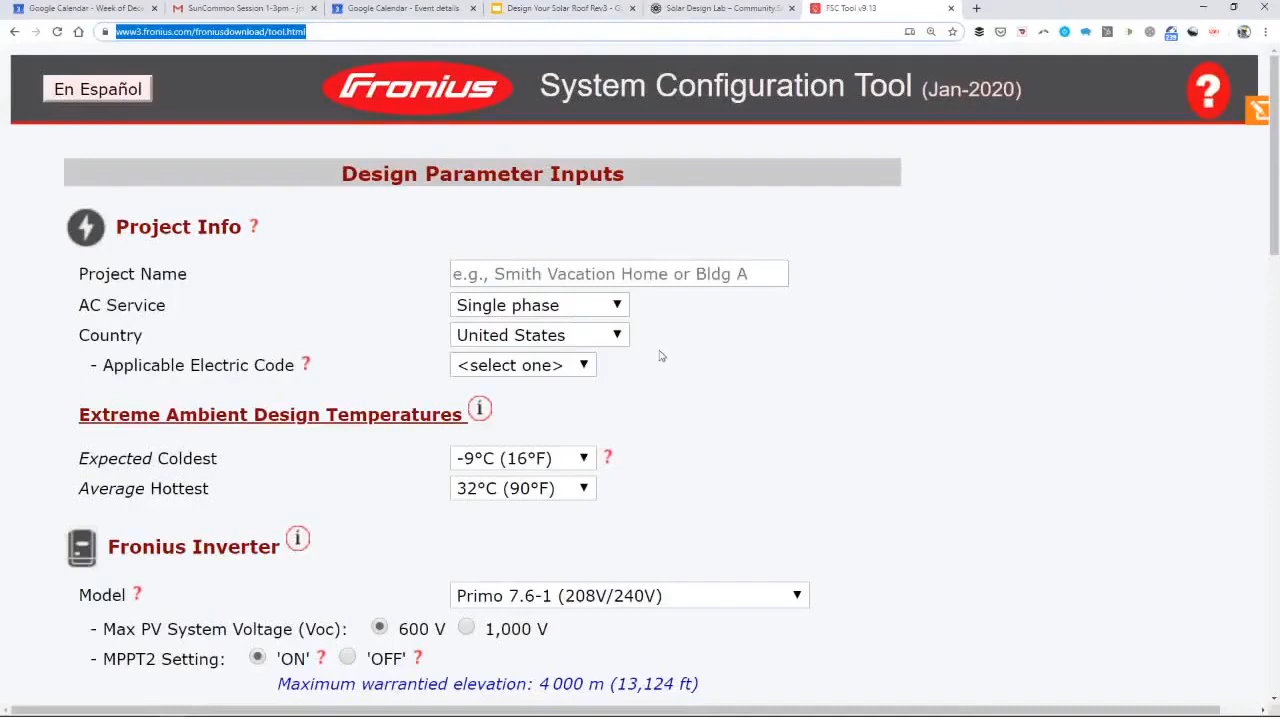 Google Calendar - Week of Decem
SunCommon Session 1-3pm - jo
Google Calendar - Event details
Design Your Solar Roof Rev3 - G
Solar Design Lab – Community.S
FSC Tool v9.13
www3.fronius.com/froniusdownload/tool.html
En Español
Fronius
System Configuration Tool (Jan-2020)
?
Design Parameter Inputs
Project Info ?
Project Name e.g., Smith Vacation Home or Bldg A
AC Service Single phase
Country United States
- Applicable Electric Code ? <select one>
Extreme Ambient Design Temperatures i
Expected Coldest -9°C (16°F) ?
Average Hottest 32°C (90°F)
Fronius Inverter i
Model ? Primo 7.6-1 (208V/240V)
- Max PV System Voltage (Voc): 600 V 1,000 V
- MPPT2 Setting: 'ON' ? 'OFF' ?
Maximum warrantied elevation: 4 000 m (13,124 ft)